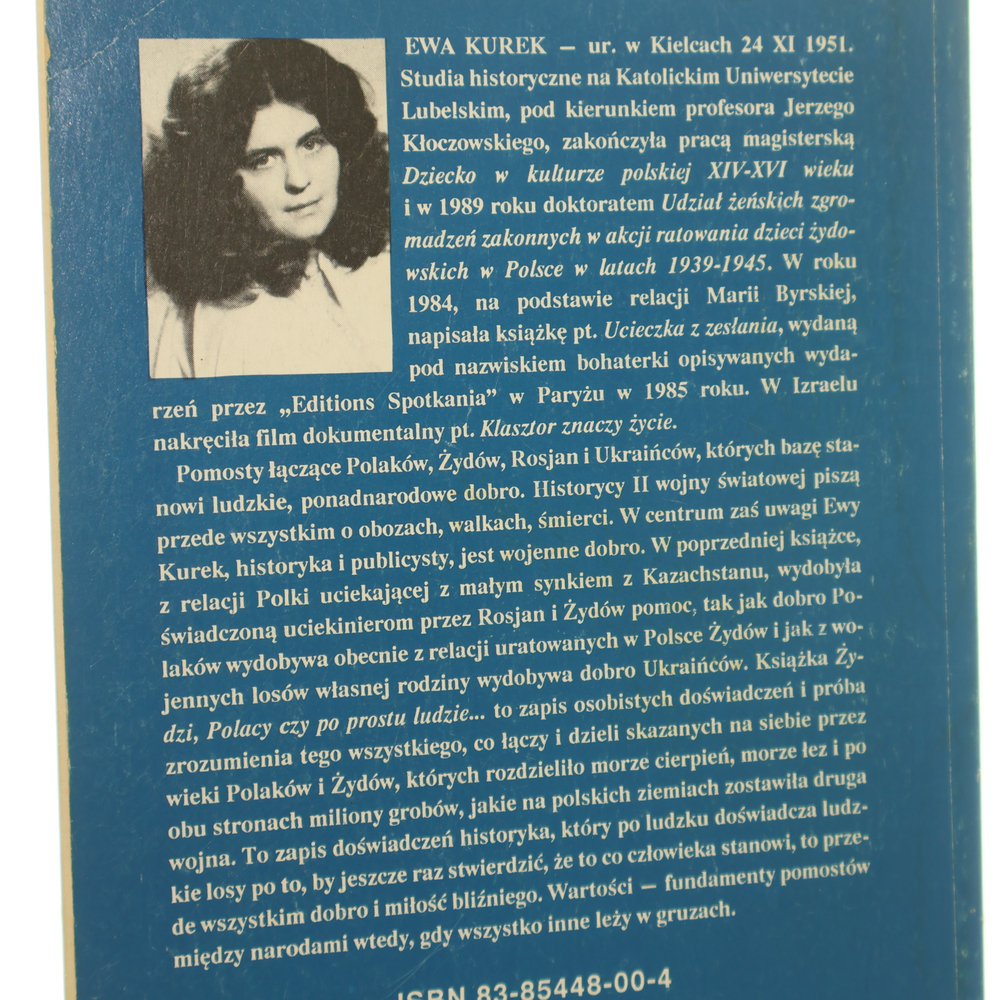 EWA KUREK – ur. w Kielcach 24 XI 1951.
Studia historyczne na Katolickim Uniwersytecie
Lubelskim, pod kierunkiem profesora Jerzego
Kłoczowskiego, zakończyła pracą magisterską
Dziecko w kulturze polskiej XIV-XVI wieku
i w 1989 roku doktoratem Udział żeńskich zgro-
madzeń zakonnych w akcji ratowania dzieci żydo-
wskich w Polsce w latach 1939-1945. W roku
1984, na podstawie relacji Marii Byrskiej,
napisała książkę pt. Ucieczka z zesłania, wydaną
pod nazwiskiem bohaterki opisywanych wyda-
rzeń przez „Editions Spotkania” w Paryżu w 1985 roku. W Izraelu
nakręciła film dokumentalny pt. Klasztor znaczy życie.
Pomosty łączące Polaków, Żydów, Rosjan i Ukraińców, których bazę sta-
nowi ludzkie, ponadnarodowe dobro. Historycy II wojny światowej piszą
przede wszystkim o obozach, walkach, śmierci. W centrum zaś uwagi Ewy
Kurek, historyka i publicysty, jest wojenne dobro. W poprzedniej książce,
z relacji Polki uciekającej z małym synkiem z Kazachstanu, wydobyła
świadczoną uciekinierom przez Rosjan i Żydów pomoc, tak jak dobro Po-
laków wydobywa obecnie z relacji uratowanych w Polsce Żydów i jak z wo-
jennych losów własnej rodziny wydobywa dobro Ukraińców. Książka Ży-
dzi, Polacy czy po prostu ludzie... to zapis osobistych doświadczeń i próba
zrozumienia tego wszystkiego, co łączy i dzieli skazanych na siebie przez
wieki Polaków i Żydów, których rozdzieliło morze cierpień, morze łez i po
obu stronach miliony grobów, jakie na polskich ziemiach zostawiła druga
wojna. To zapis doświadczeń historyka, który po ludzku doświadcza ludz-
kie losy po to, by jeszcze raz stwierdzić, że to co człowieka stanowi, to prze-
de wszystkim dobro i miłość bliźniego. Wartości – fundamenty pomostów
między narodami wtedy, gdy wszystko inne leży w gruzach.
ISBN 83-85448-00-4